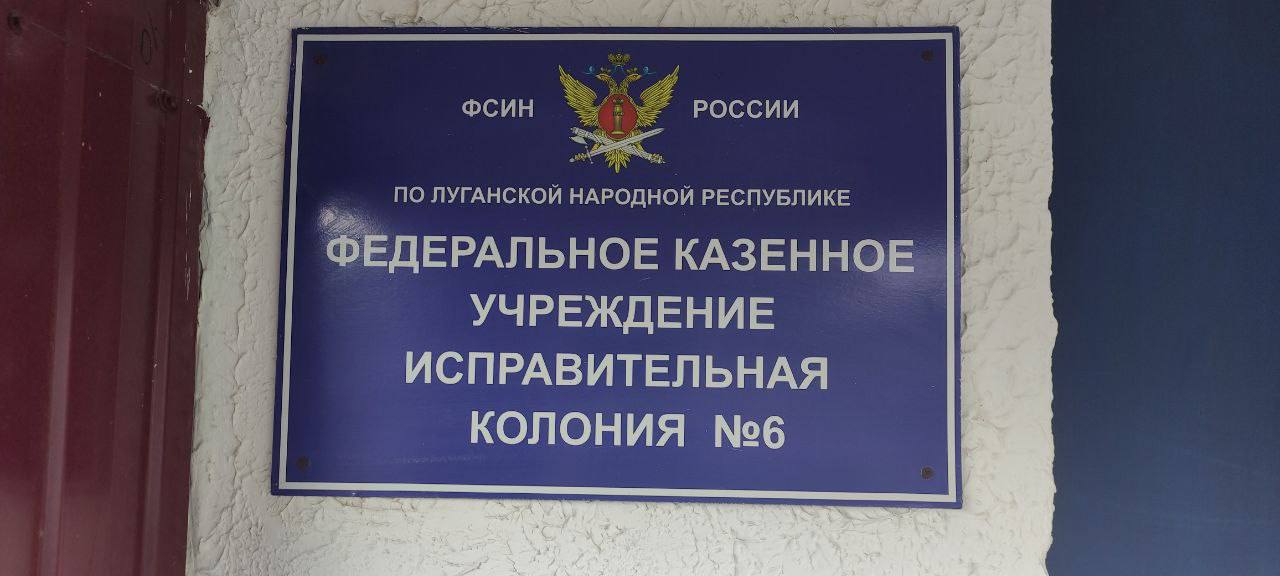 ФСИН РОССИИ
ПО ЛУГАНСКОЙ НАРОДНОЙ РЕСПУБЛИКЕ
ФЕДЕРАЛЬНОЕ КАЗЕННОЕ
УЧРЕЖДЕНИЕ
ИСПРАВИТЕЛЬНАЯ
КОЛОНИЯ №6